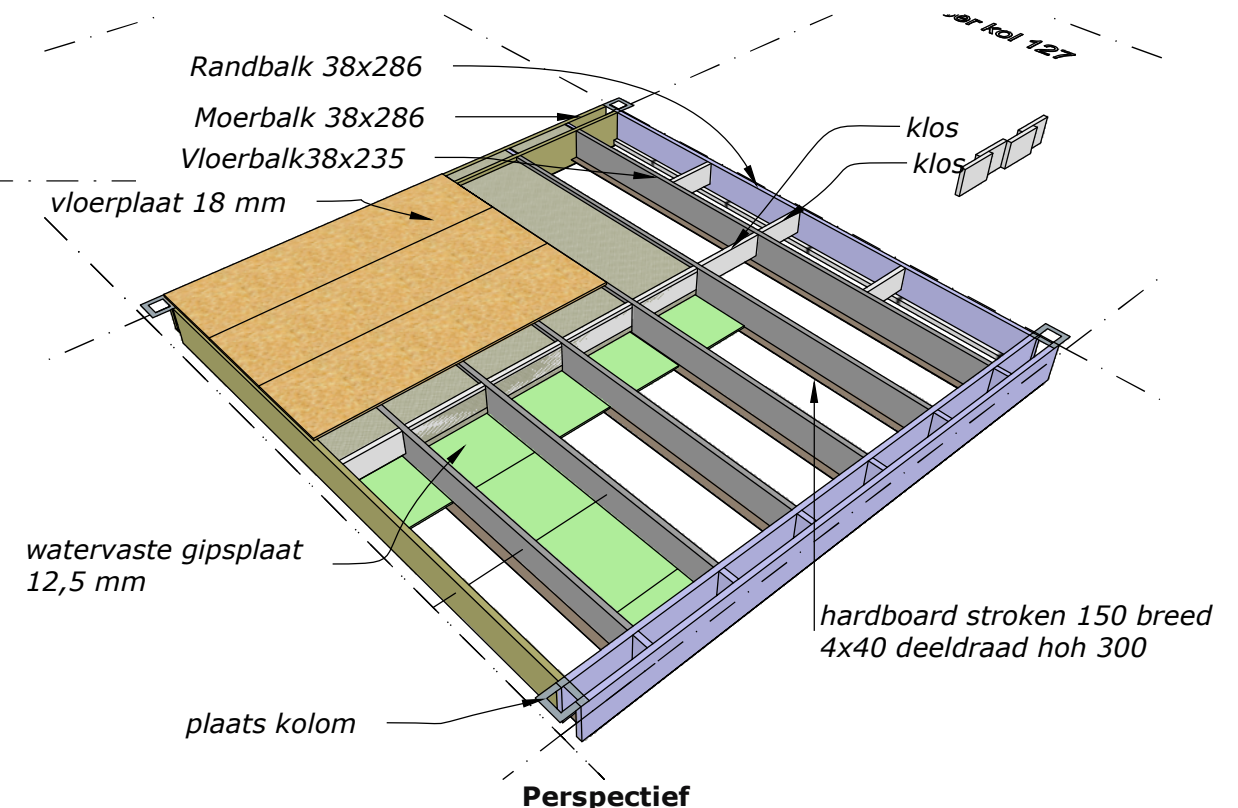 kol 127
Randbalk 38x286
Moerbalk 38x286
Vloerbalk38x235
vloerplaat 18 mm
klos
klos
watervaste gipsplaat
12,5 mm
hardboard stroken 150 breed
4x40 deeldraad hoh 300
plaats kolom
Perspectief